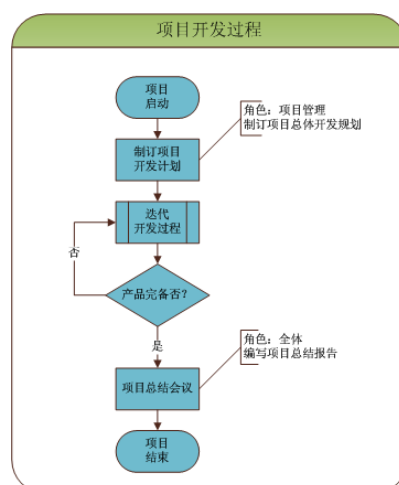 项目开发过程
项目
启动
角色：项目管理
制订项目总体开发规划
制订项目
开发计划
迭代
开发过程
否
产品完备否？
是
角色：全体
编写项目总结报告
项目总结会议
项目
结束